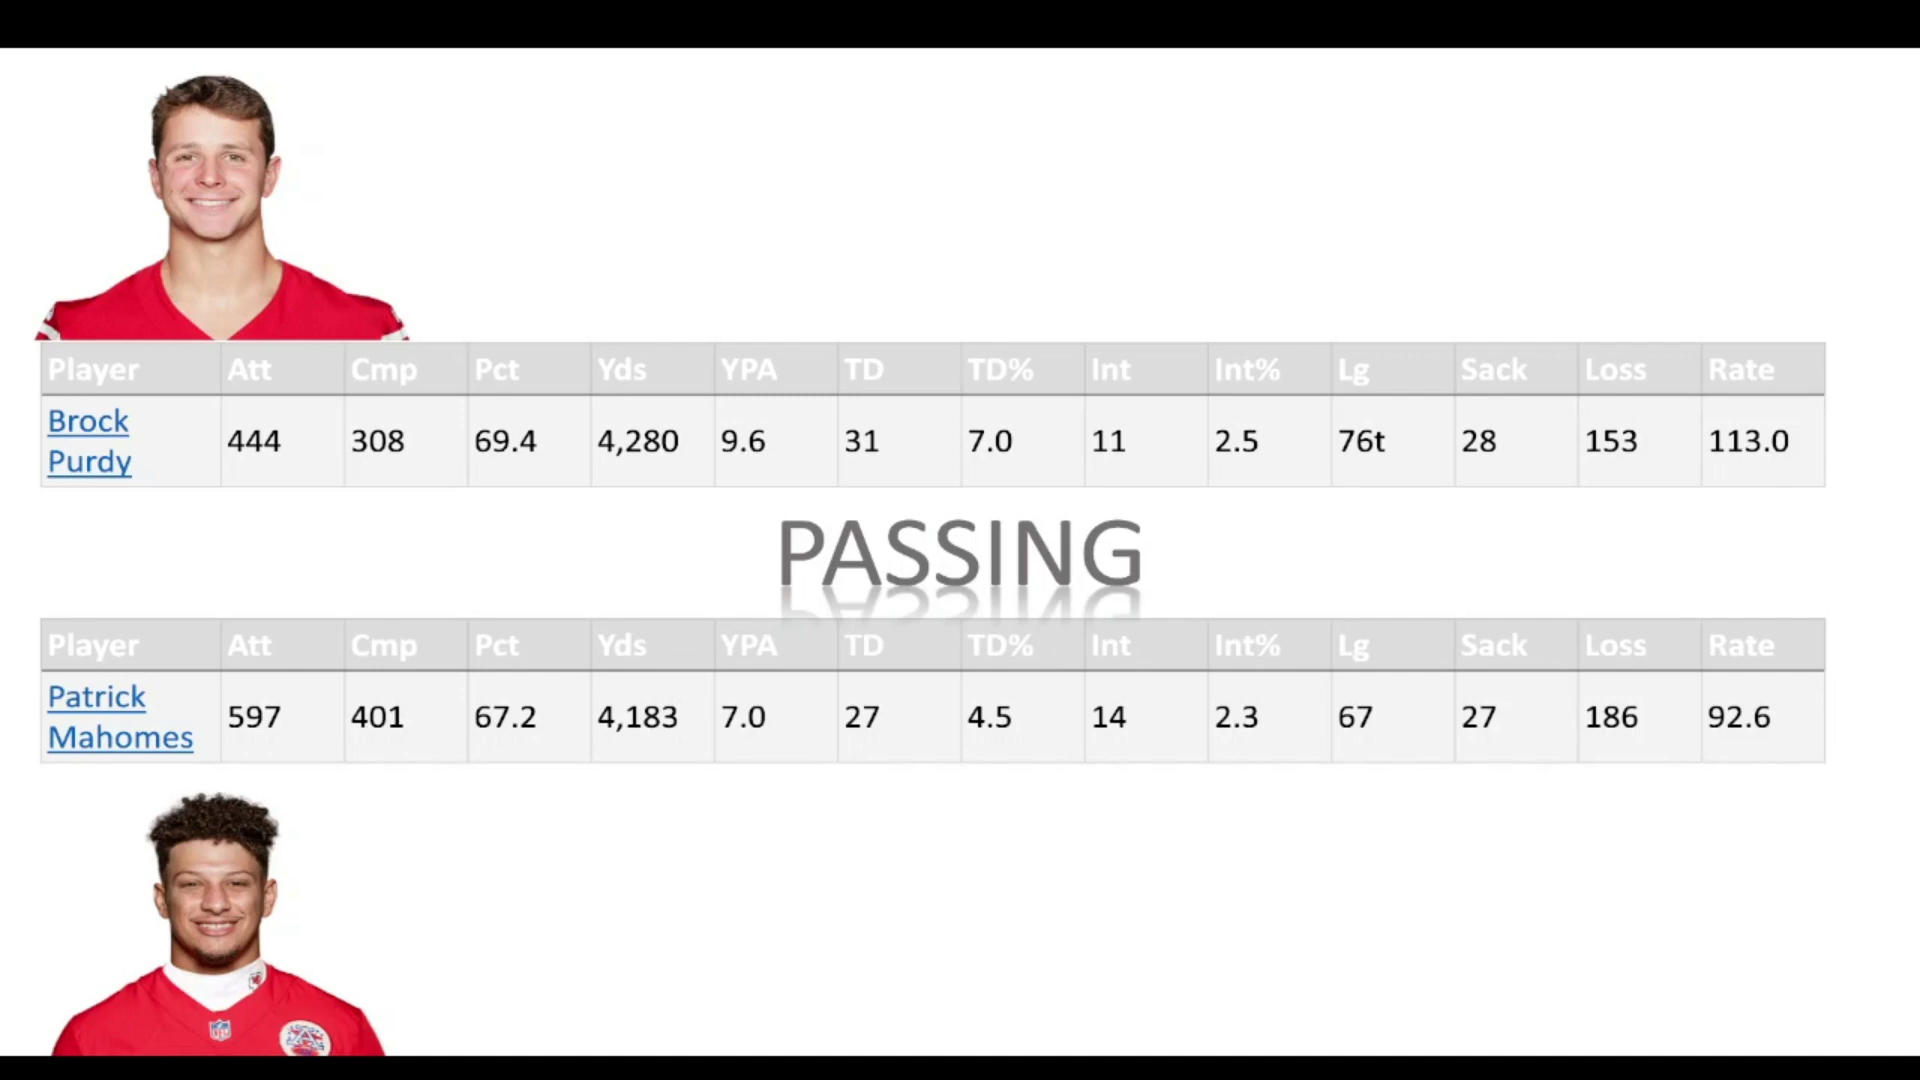 Player Att Cmp Pct Yds YPA TD TD% Int Int% Lg Sack Loss Rate
Brock
Purdy 444 308 69.4 4,280 9.6 31 7.0 11 2.5 76t 28 153 113.0
PASSING
Player Att Cmp Pct Yds YPA TD TD% Int Int% Lg Sack Loss Rate
Patrick
Mahomes 597 401 67.2 4,183 7.0 27 4.5 14 2.3 67 27 186 92.6